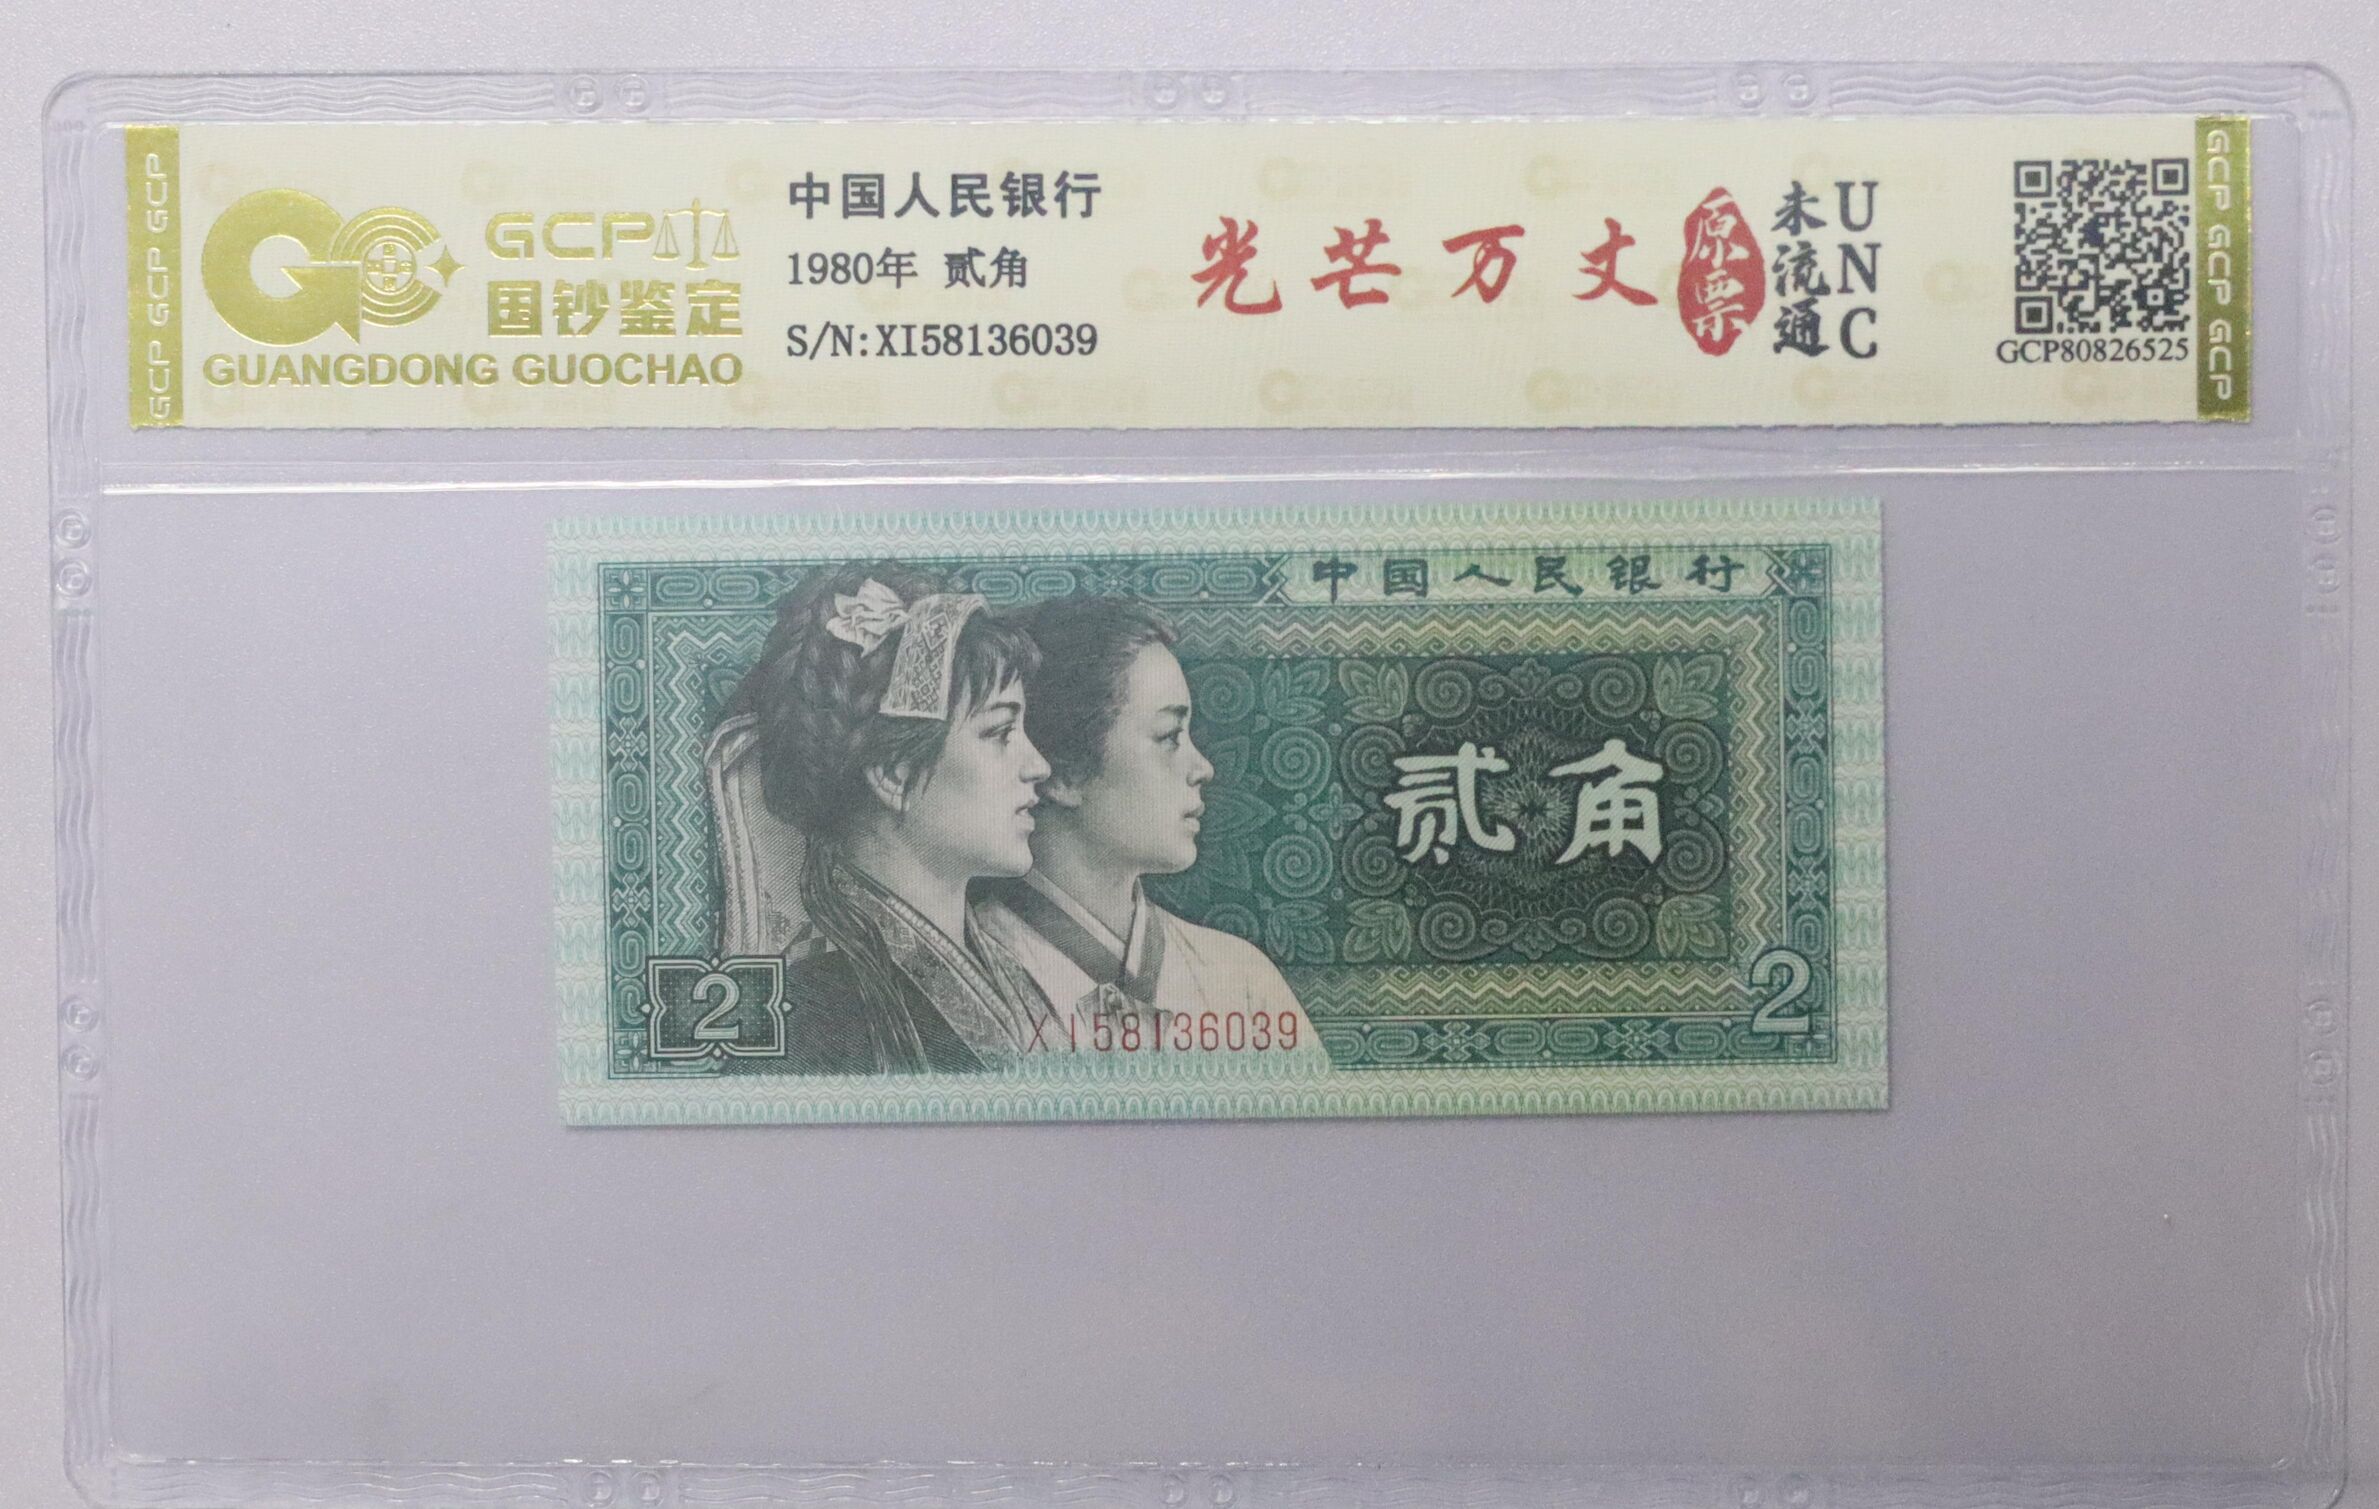 GCP GCP GCP
GCP
国钞鉴定
GUANGDONG GUOCHAO
中国人民银行
1980年 贰角
S/N:XI58136039
光芒万丈
原票
未流通
UNC
GCP80826525
GCP GCP GCP
中国人民银行
贰角
2
2
XI58136039